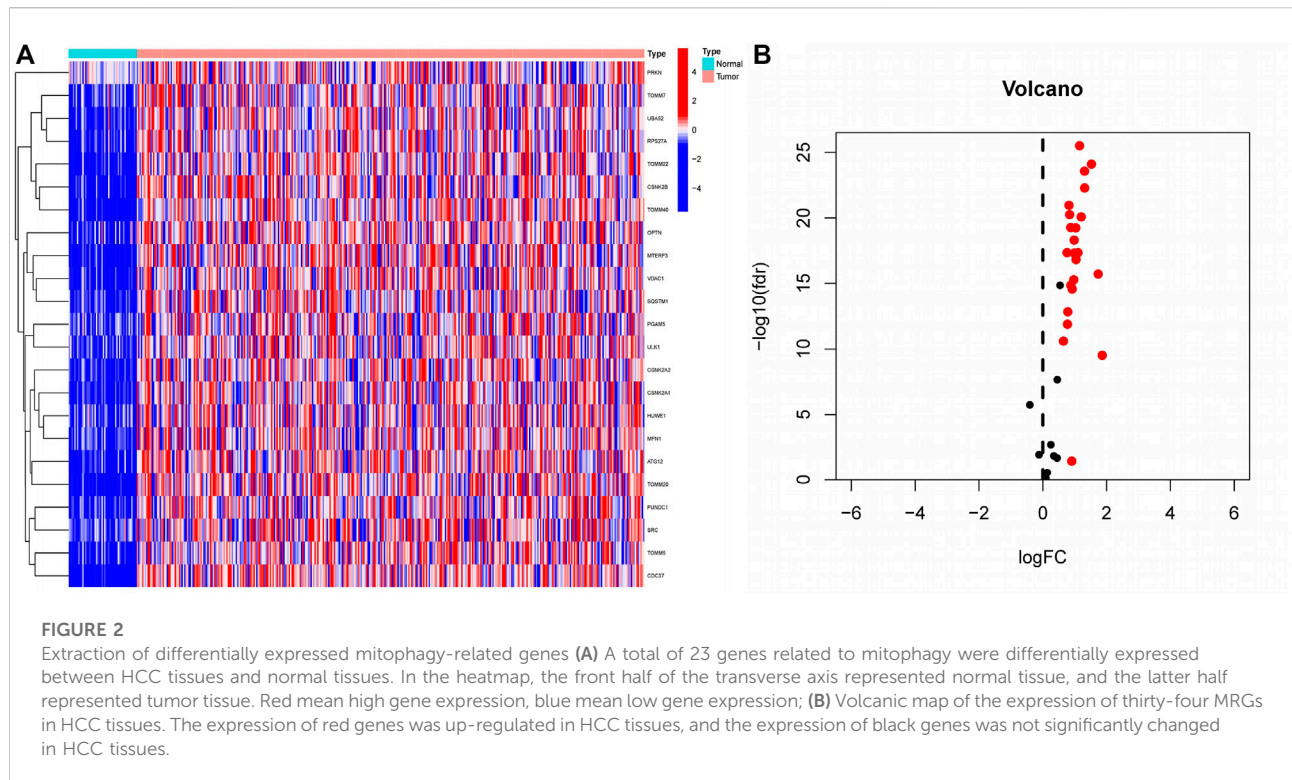 A
Type
Type
Normal
Tumor
4
2
0
−2
−4
PRKN
TOMM7
UBA52
RPS27A
TOMM22
CSNK2B
TOMM40
OPTN
MTERF3
VDAC1
SQSTM1
PGAM5
ULK1
CSNK2A2
CSNK2A1
HUWE1
MFN1
ATG12
TOMM20
FUNDC1
SRC
TOMM5
CDC37
B
Volcano
−log10(fdr)
25
20
15
10
5
0
−6 −4 −2 0 2 4 6
logFC
FIGURE 2
Extraction of differentially expressed mitophagy-related genes (A) A total of 23 genes related to mitophagy were differentially expressed
between HCC tissues and normal tissues. In the heatmap, the front half of the transverse axis represented normal tissue, and the latter half
represented tumor tissue. Red mean high gene expression, blue mean low gene expression; (B) Volcanic map of the expression of thirty-four MRGs
in HCC tissues. The expression of red genes was up-regulated in HCC tissues, and the expression of black genes was not significantly changed
in HCC tissues.